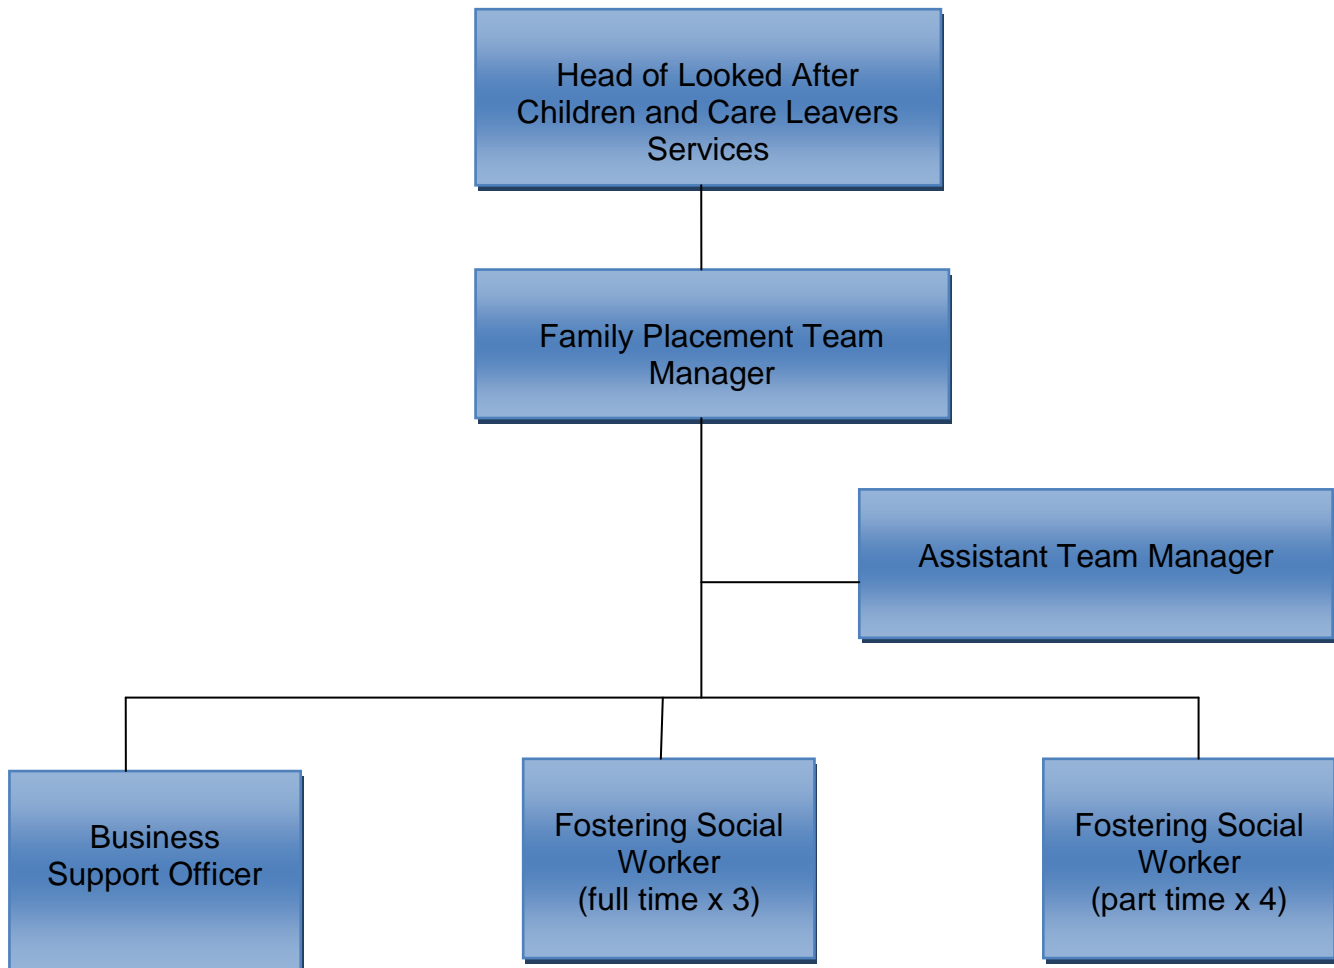 Head of Looked After
Children and Care Leavers
Services
Family Placement Team
Manager
Assistant Team Manager
Business
Support Officer
Fostering Social
Worker
(full time x 3)
Fostering Social
Worker
(part time x 4)